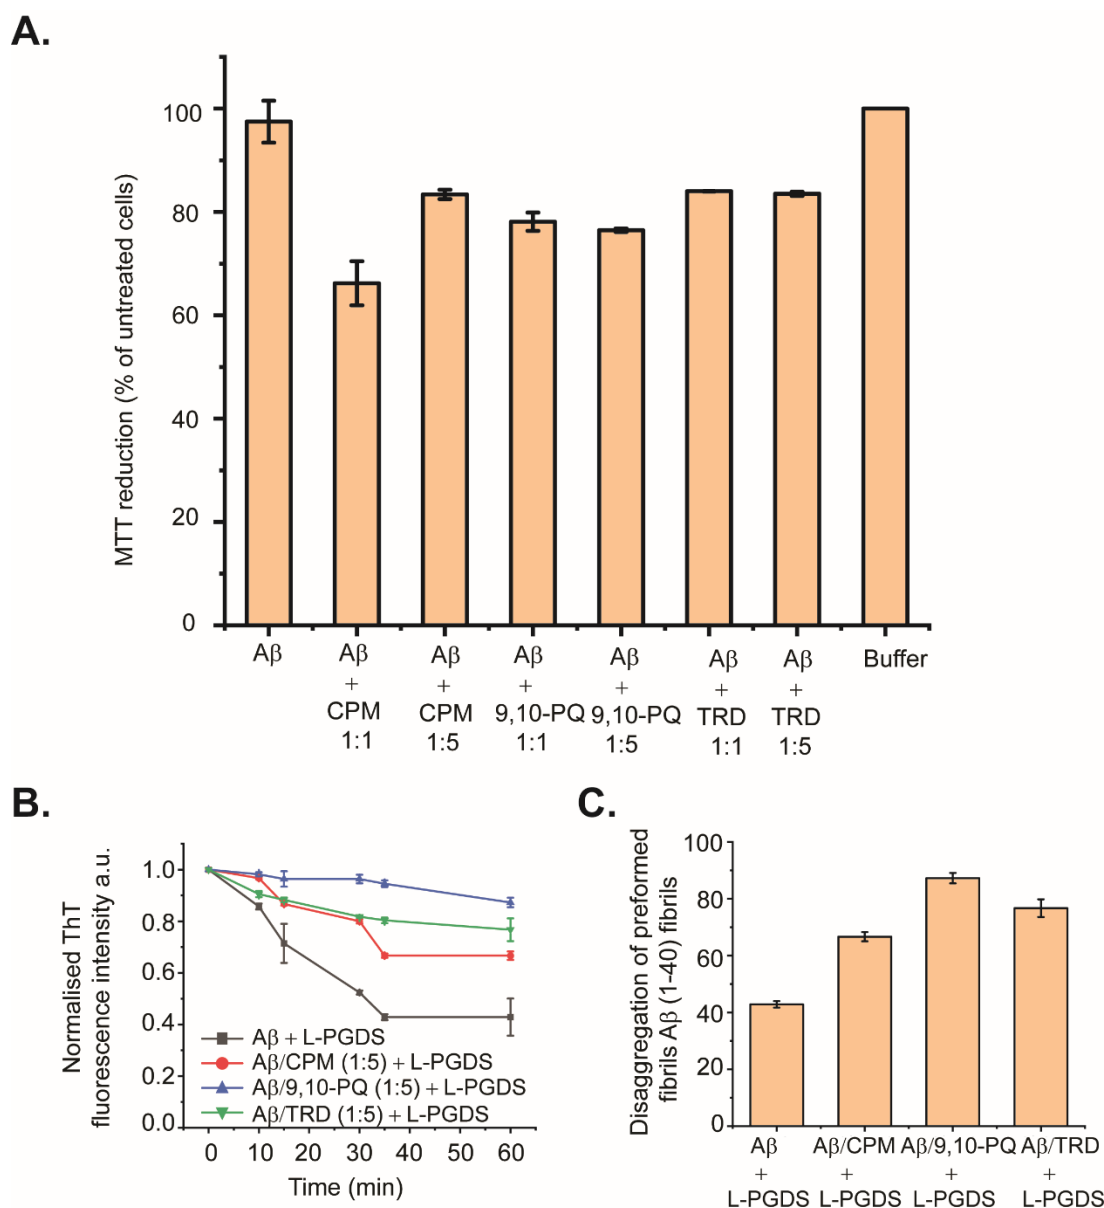 A.
MTT reduction (% of untreated cells)
100
80
60
40
20
0
Aβ
Aβ
+
CPM
1:1
Aβ
+
CPM
1:5
Aβ
+
9,10-PQ
1:1
Aβ
+
9,10-PQ
1:5
Aβ
+
TRD
1:1
Aβ
+
TRD
1:5
Buffer
B.
Normalised ThT
fluorescence intensity a.u.
1.0
0.8
0.6
0.4
0.2
0.0
Aβ + L-PGDS
Aβ/CPM (1:5) + L-PGDS
Aβ/9,10-PQ (1:5) + L-PGDS
Aβ/TRD (1:5) + L-PGDS
0 10 20 30 40 50 60
Time (min)
C.
Disaggregation of preformed
fibrils Aβ (1-40) fibrils
100
80
60
40
20
0
Aβ
+
L-PGDS
Aβ/CPM
+
L-PGDS
Aβ/9,10-PQ
+
L-PGDS
Aβ/TRD
+
L-PGDS